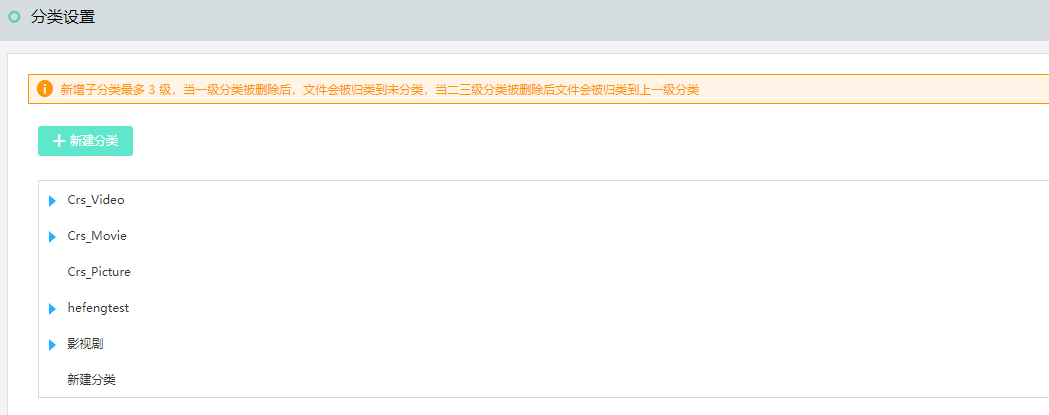 分类设置
新增子分类最多 3 级，当一级分类被删除后，文件会被归类到未分类，当二三级分类被删除后文件会被归类到上一级分类
新建分类
Crs_Video
Crs_Movie
Crs_Picture
hefengtest
影视剧
新建分类